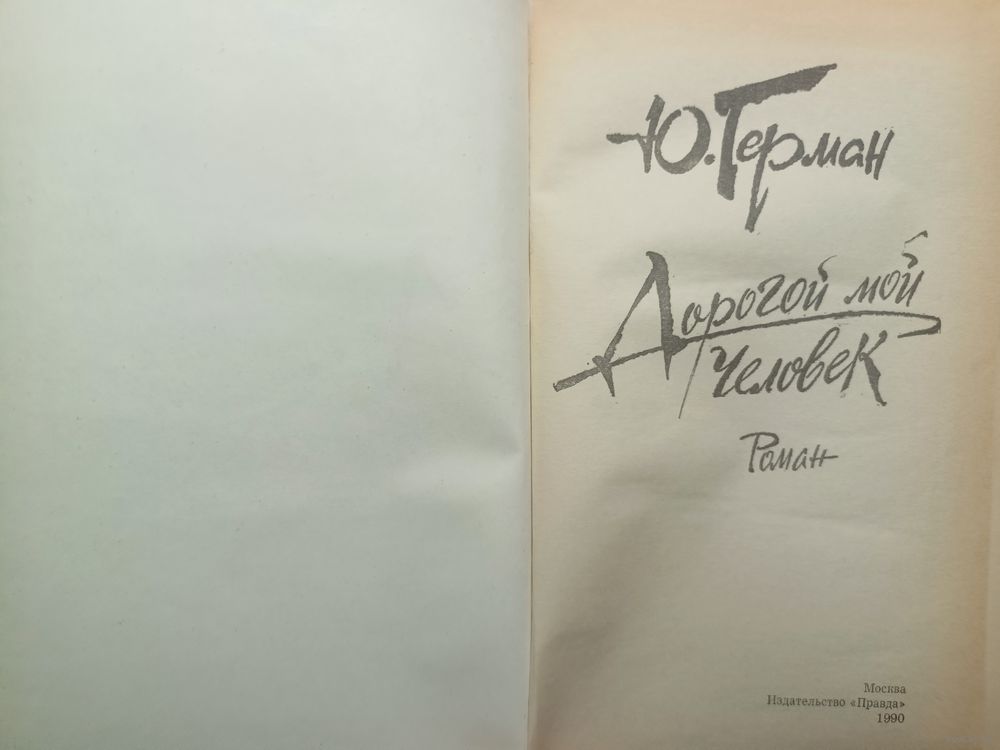 Ю. Герман
Дорогой мой
человек
Роман
Москва
Издательство «Правда»
1990